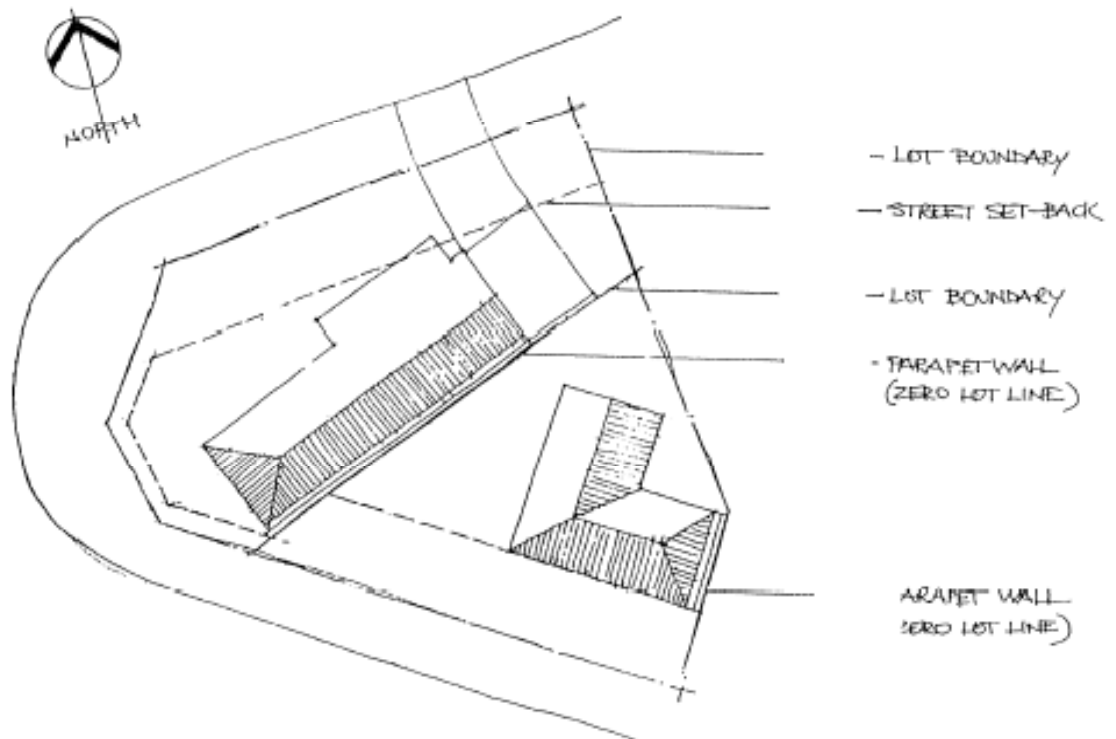 NORTH
- LOT BOUNDARY
- STREET SET-BACK
- LOT BOUNDARY
- PARAPET WALL
(ZERO LOT LINE)
ARAPET WALL
ZERO LOT LINE)